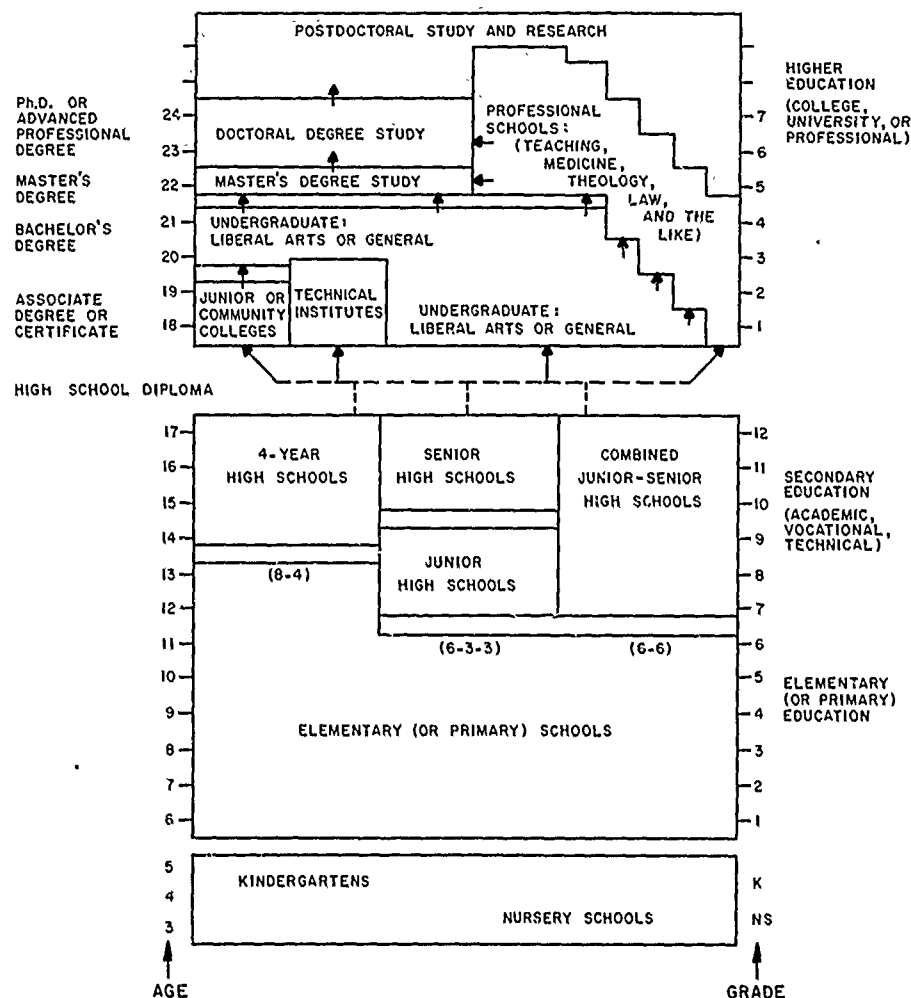 POSTDOCTORAL STUDY AND RESEARCH
HIGHER
EDUCATION
(COLLEGE,
UNIVERSITY, OR
PROFESSIONAL)
Ph.D. OR
ADVANCED
PROFESSIONAL
DEGREE
MASTER'S
DEGREE
BACHELOR'S
DEGREE
ASSOCIATE
DEGREE OR
CERTIFICATE
24
23
22
21
20
19
18
DOCTORAL DEGREE STUDY
MASTER'S DEGREE STUDY
PROFESSIONAL
SCHOOLS:
(TEACHING,
MEDICINE,
THEOLOGY,
LAW,
AND THE
LIKE)
UNDERGRADUATE:
LIBERAL ARTS OR GENERAL
JUNIOR OR
COMMUNITY
COLLEGES
TECHNICAL
INSTITUTES
UNDERGRADUATE:
LIBERAL ARTS OR GENERAL
7
6
5
4
3
2
1
HIGH SCHOOL DIPLOMA
17
16
15
14
13
12
11
10
9
8
7
6
4-YEAR
HIGH SCHOOLS
SENIOR
HIGH SCHOOLS
COMBINED
JUNIOR-SENIOR
HIGH SCHOOLS
JUNIOR
HIGH SCHOOLS
(8-4)
(6-3-3)
(6-6)
ELEMENTARY (OR PRIMARY) SCHOOLS
12
11
10
9
8
7
6
5
4
3
2
1
SECONDARY
EDUCATION
(ACADEMIC,
VOCATIONAL,
TECHNICAL)
ELEMENTARY
(OR PRIMARY)
EDUCATION
5
4
3
KINDERGARTENS
NURSERY SCHOOLS
K
NS
AGE
GRADE